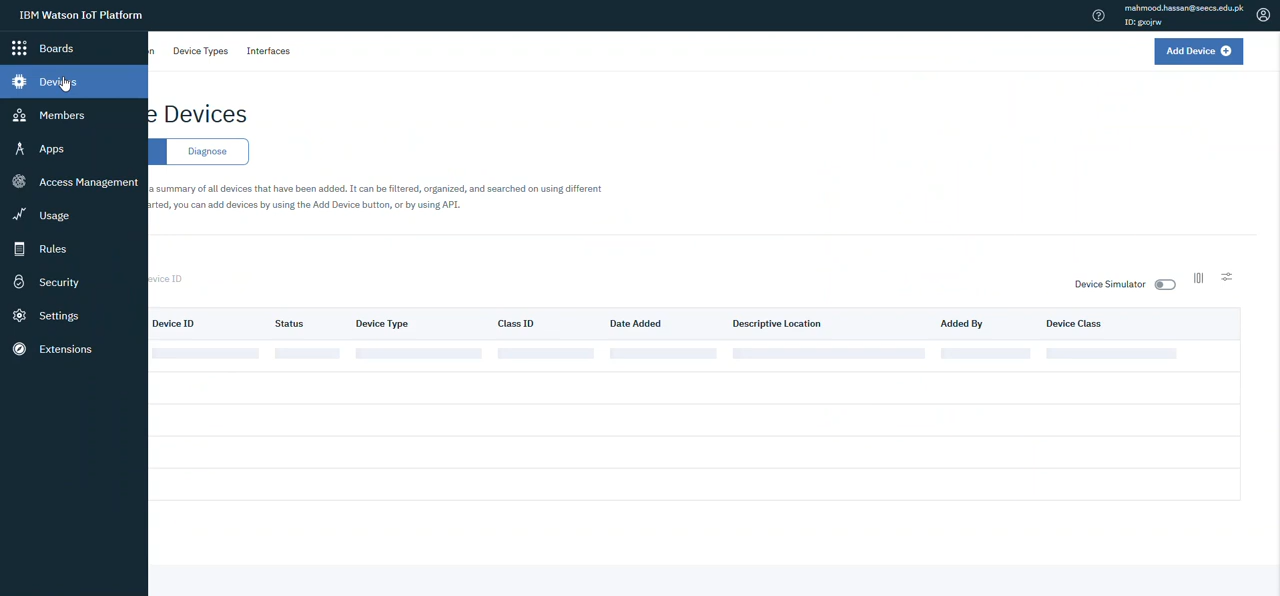 IBM Watson IoT Platform
mahmood.hassan@seecs.edu.pk
ID: gxojrw
Boards
Devices
Members
Apps
Access Management
Usage
Rules
Security
Settings
Extensions
n Device Types Interfaces
Add Device
e Devices
Diagnose
a summary of all devices that have been added. It can be filtered, organized, and searched on using different
arted, you can add devices by using the Add Device button, or by using API.
evice ID
Device Simulator
Device ID Status Device Type Class ID Date Added Descriptive Location Added By Device Class